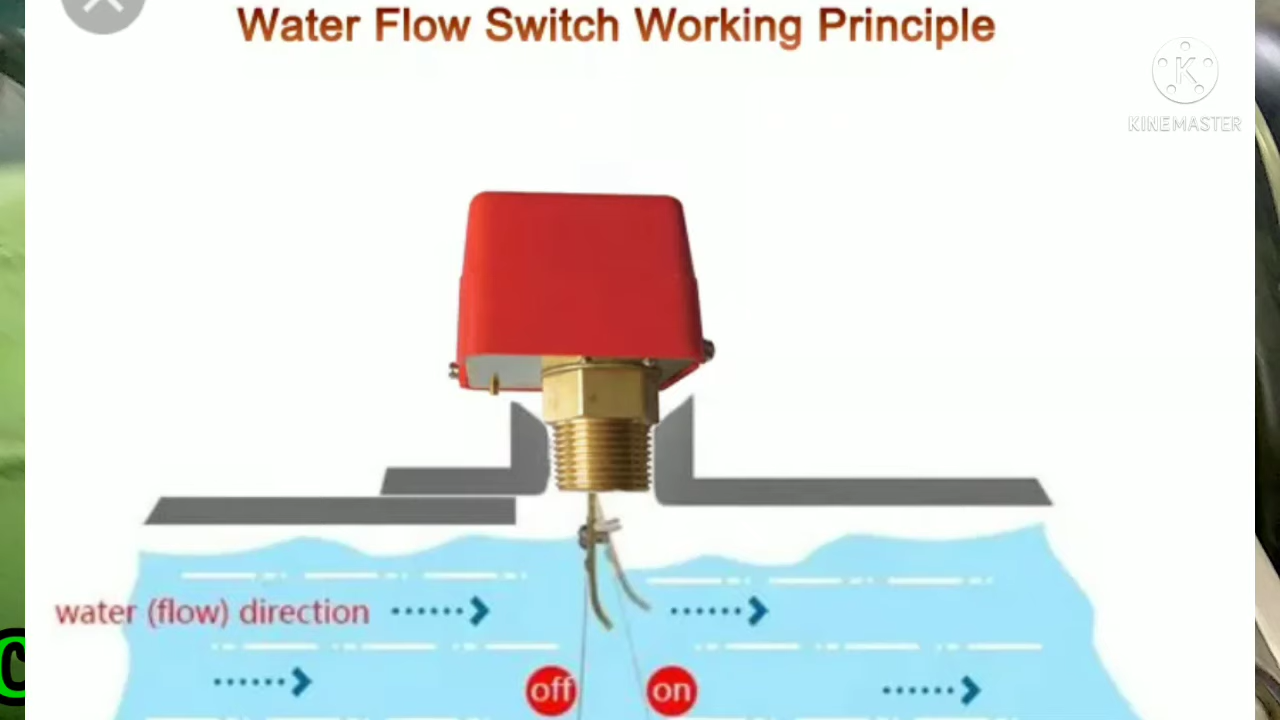 Water Flow Switch Working Principle
K
KINEMASTER
water (flow) direction
off
on
C